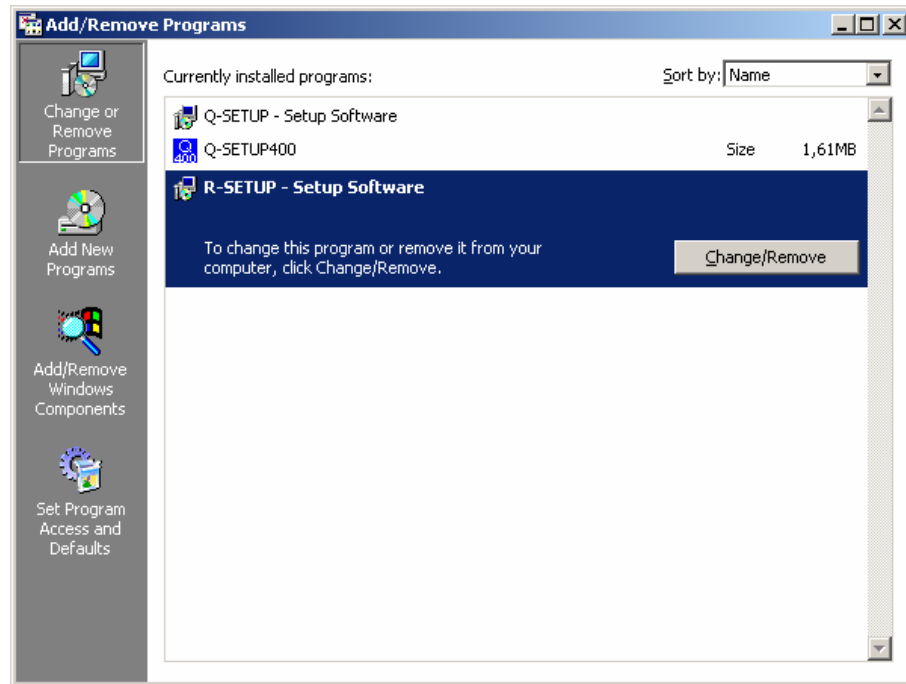 Add/Remove Programs
Change or
Remove
Programs
Add New
Programs
Add/Remove
Windows
Components
Set Program
Access and
Defaults
Currently installed programs:
Sort by: Name
Q-SETUP - Setup Software
Q 400 Q-SETUP400 Size 1,61MB
R-SETUP - Setup Software
To change this program or remove it from your
computer, click Change/Remove.
Change/Remove